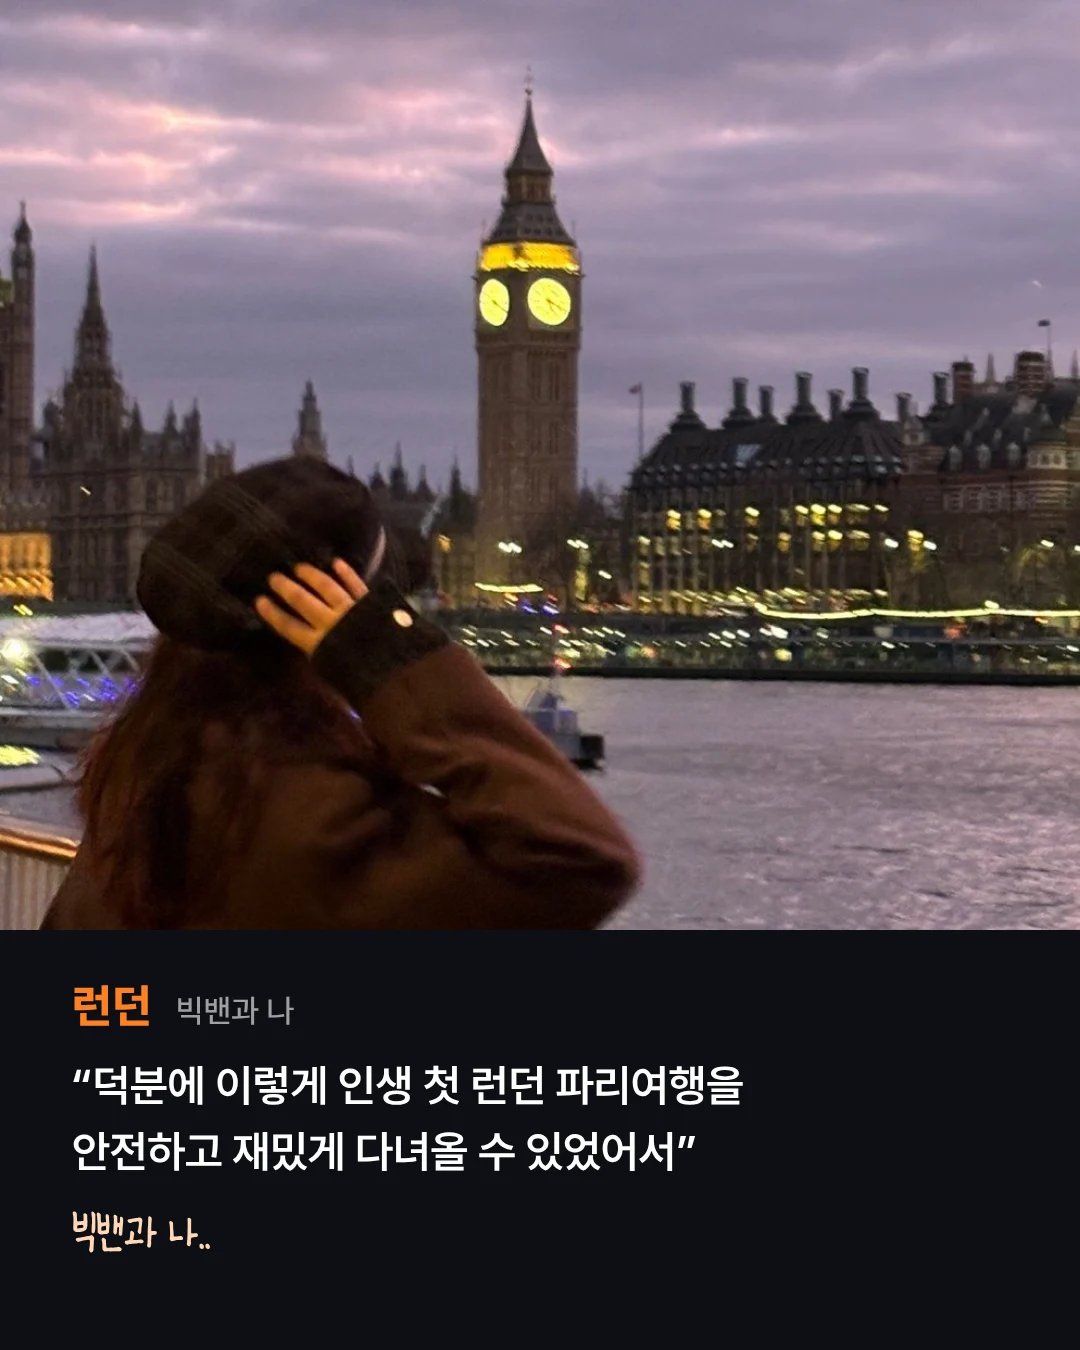 런던 빅밴과 나
“덕분에 이렇게 인생 첫 런던 파리여행을
안전하고 재밌게 다녀올 수 있었어서”
빅밴과 나..